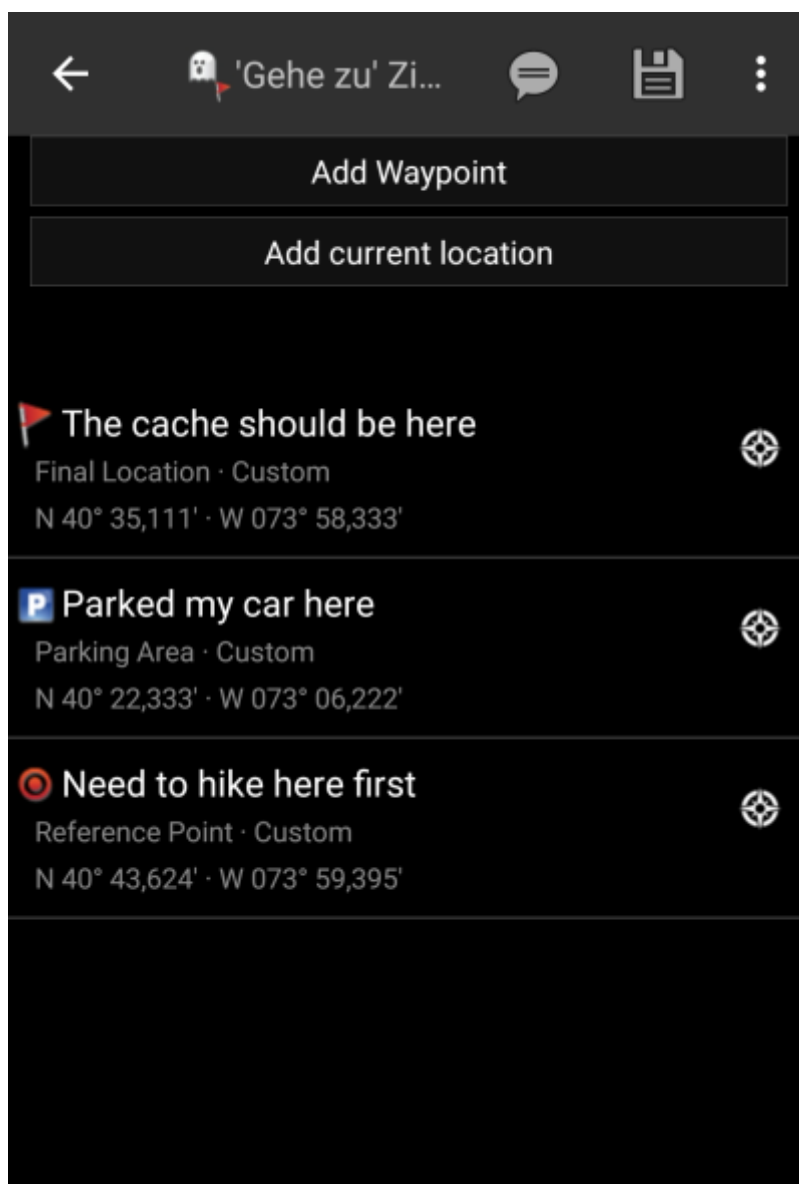 'Gehe zu' Zi...
Add Waypoint
Add current location
The cache should be here
Final Location · Custom
N 40° 35,111' · W 073° 58,333'
P Parked my car here
Parking Area · Custom
N 40° 22,333' · W 073° 06,222'
Need to hike here first
Reference Point · Custom
N 40° 43,624' · W 073° 59,395'